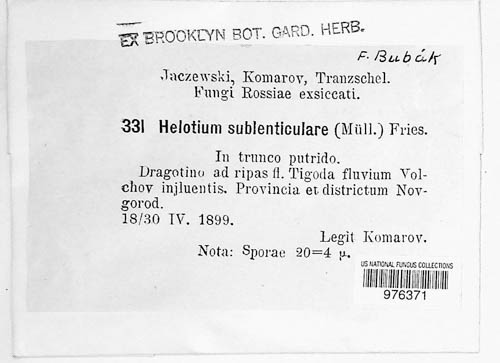 EX BROOKLYN BOT. GARD. HERB.
F. Bubák
Jaczewski, Komarov, Tranzschel.
Fungi Rossiae exsiccati.
331 Helotium sublenticulare (Müll.) Fries.
In trunco putrido.
Dragotino ad ripas fl. Tigoda fluvium Vol-
chov injluentis. Provincia et districtum Nov-
gorod.
18/30 IV. 1899.
Legit Komarov.
Nota: Sporae 20=4 μ.
US NATIONAL FUNGUS COLLECTIONS
976371